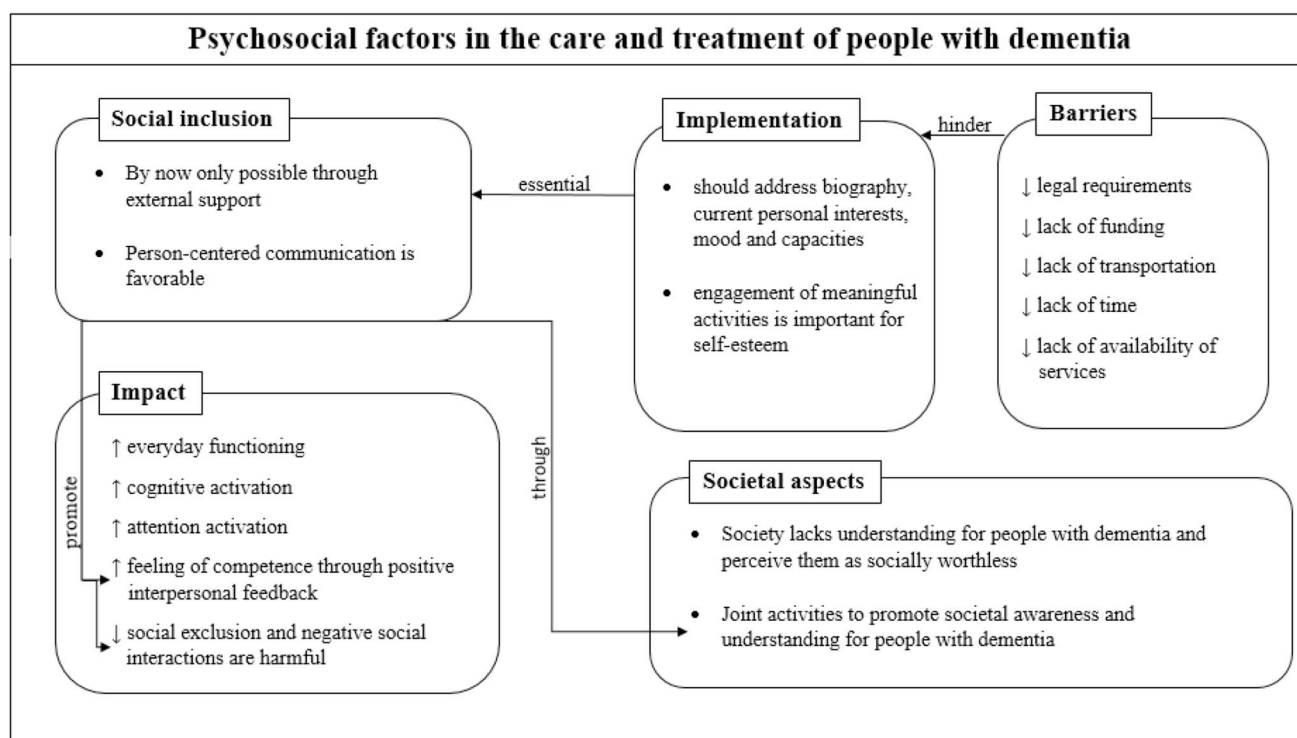 Psychosocial factors in the care and treatment of people with dementia
Social inclusion
• By now only possible through
external support
• Person-centered communication is
favorable
essential
Implementation
• should address biography,
current personal interests,
mood and capacities
• engagement of meaningful
activities is important for
self-esteem
hinder
Barriers
↓ legal requirements
↓ lack of funding
↓ lack of transportation
↓ lack of time
↓ lack of availability of
services
promote
Impact
↑ everyday functioning
↑ cognitive activation
↑ attention activation
↑ feeling of competence through positive
interpersonal feedback
↓ social exclusion and negative social
interactions are harmful
through
Societal aspects
• Society lacks understanding for people with dementia and
perceive them as socially worthless
• Joint activities to promote societal awareness and
understanding for people with dementia